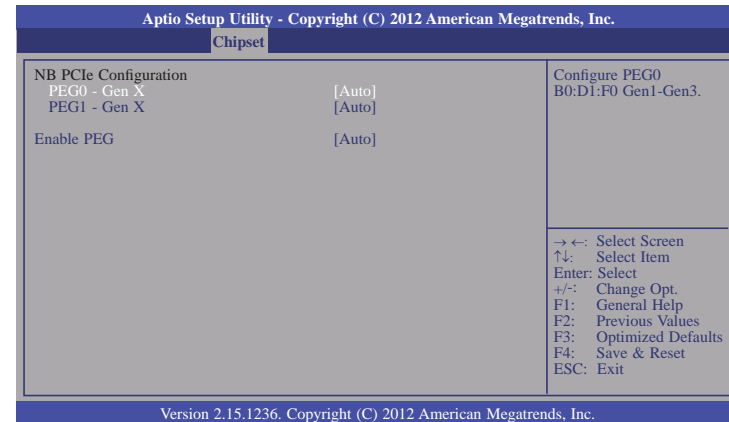 Aptio Setup Utility - Copyright (C) 2012 American Megatrends, Inc.
Chipset
NB PCIe Configuration
PEG0 - Gen X [Auto]
PEG1 - Gen X [Auto]
Enable PEG [Auto]
Configure PEG0
B0:D1:F0 Gen1-Gen3.
→ ←: Select Screen
↑↓: Select Item
Enter: Select
+/-: Change Opt.
F1: General Help
F2: Previous Values
F3: Optimized Defaults
F4: Save & Reset
ESC: Exit
Version 2.15.1236. Copyright (C) 2012 American Megatrends, Inc.